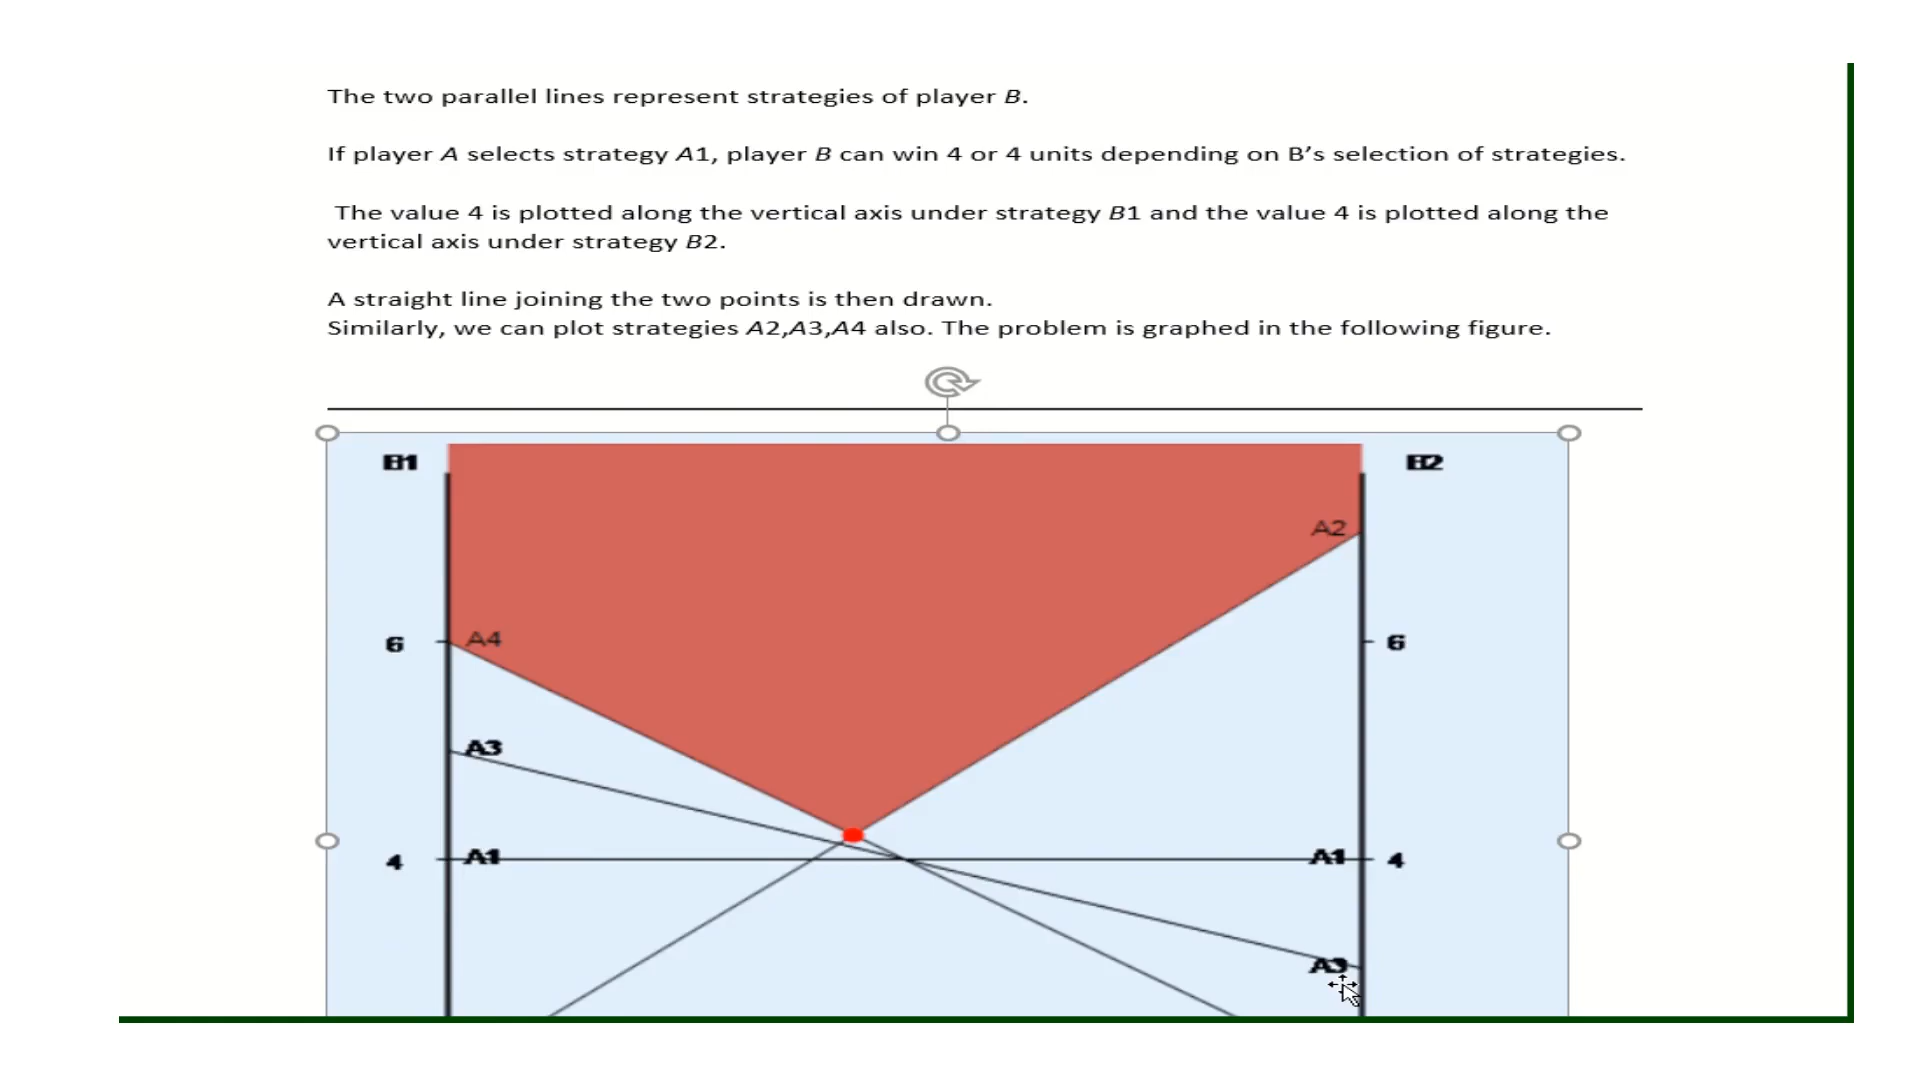 The two parallel lines represent strategies of player B.
If player A selects strategy A1, player B can win 4 or 4 units depending on B’s selection of strategies.
The value 4 is plotted along the vertical axis under strategy B1 and the value 4 is plotted along the
vertical axis under strategy B2.
A straight line joining the two points is then drawn.
Similarly, we can plot strategies A2,A3,A4 also. The problem is graphed in the following figure.
B1
B2
A2
6
A4
6
A3
4
A1
A1
4
A3